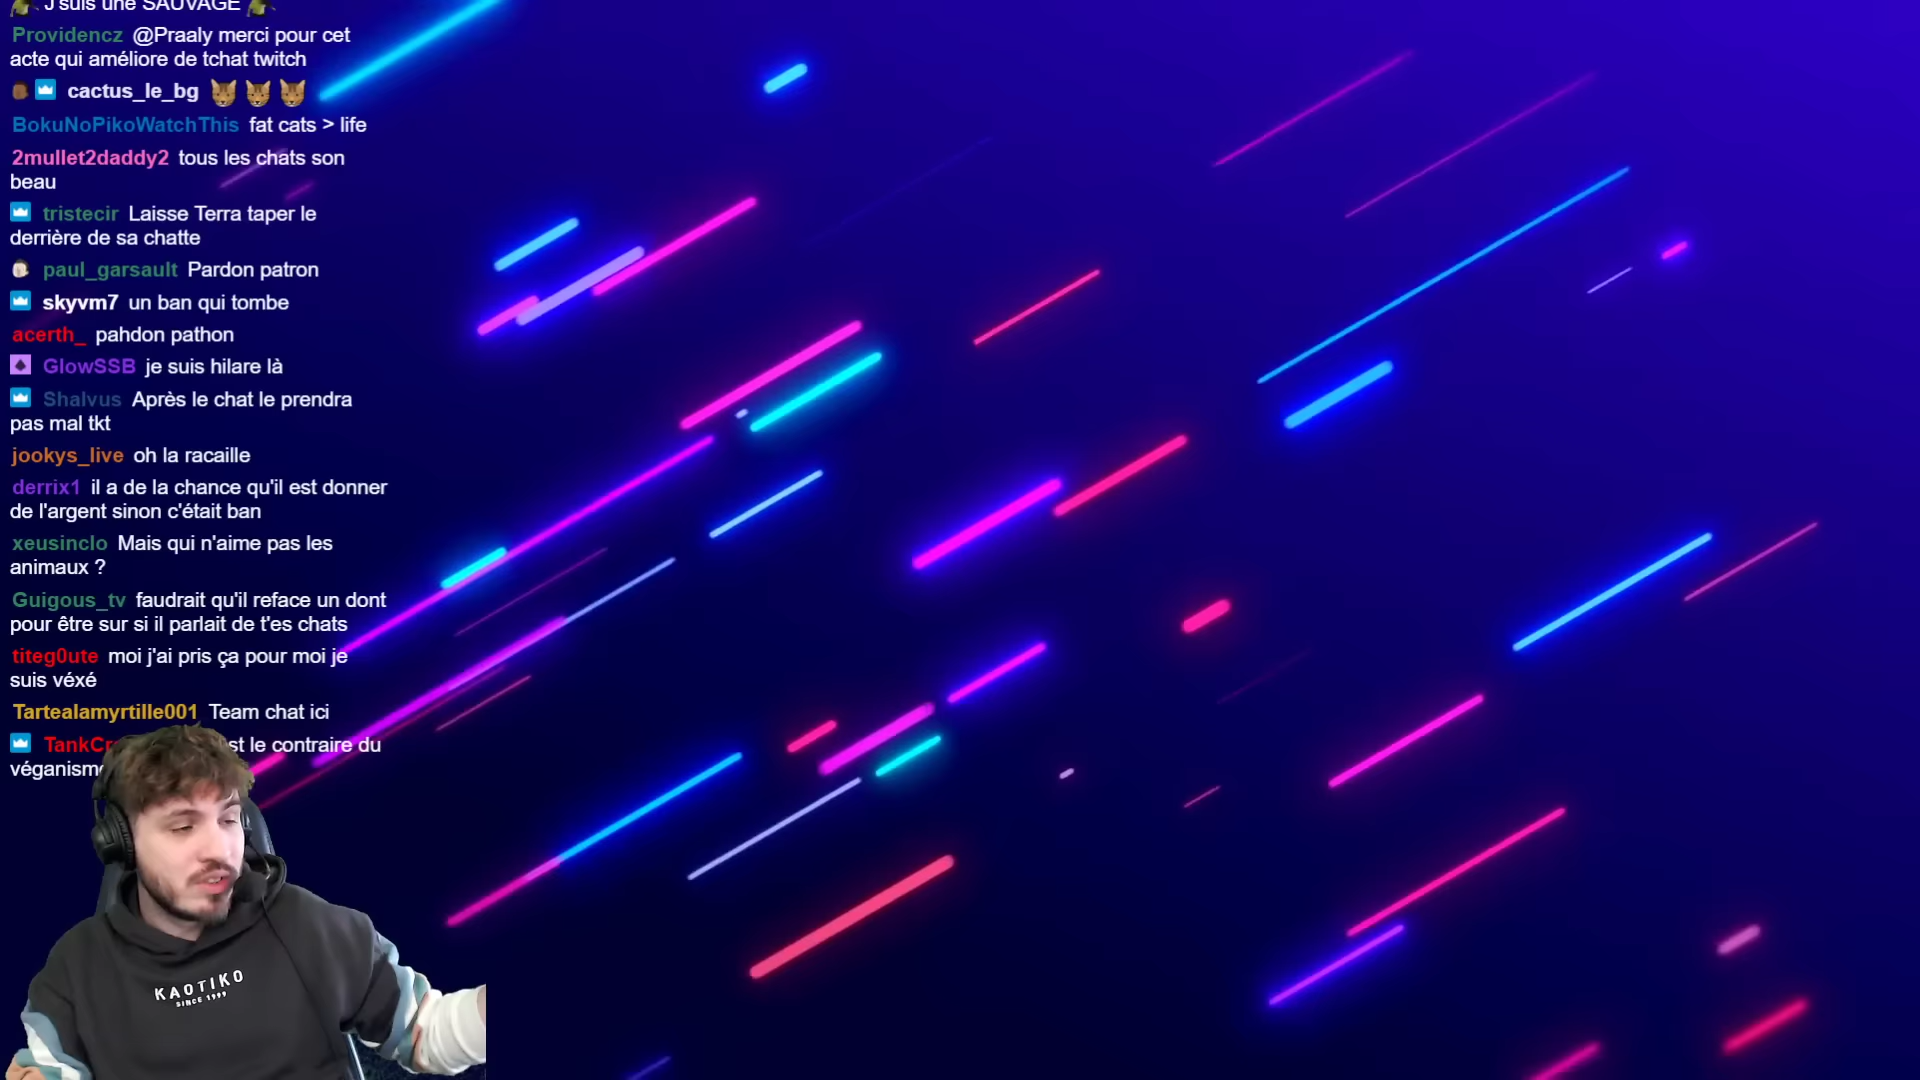 J'suis une SAUVAGE
Providencz @Praaly merci pour cet
acte qui améliore de tchat twitch
cactus_le_bg
BokuNoPikoWatchThis fat cats > life
2mullet2daddy2 tous les chats son
beau
tristecir Laisse Terra taper le
derrière de sa chatte
paul_garsault Pardon patron
skyvm7 un ban qui tombe
acerth_ pahdon pathon
GlowSSB je suis hilare là
Shalvus Après le chat le prendra
pas mal tkt
jookys_live oh la racaille
derrix1 il a de la chance qu'il est donner
de l'argent sinon c'était ban
xeusinclo Mais qui n'aime pas les
animaux ?
Guigous_tv faudrait qu'il reface un dont
pour être sur si il parlait de t'es chats
titeg0ute moi j'ai pris ça pour moi je
suis véxé
Tartealamyrtille001 Team chat ici
le contraire du
KAOTIKO
SINCE 1999